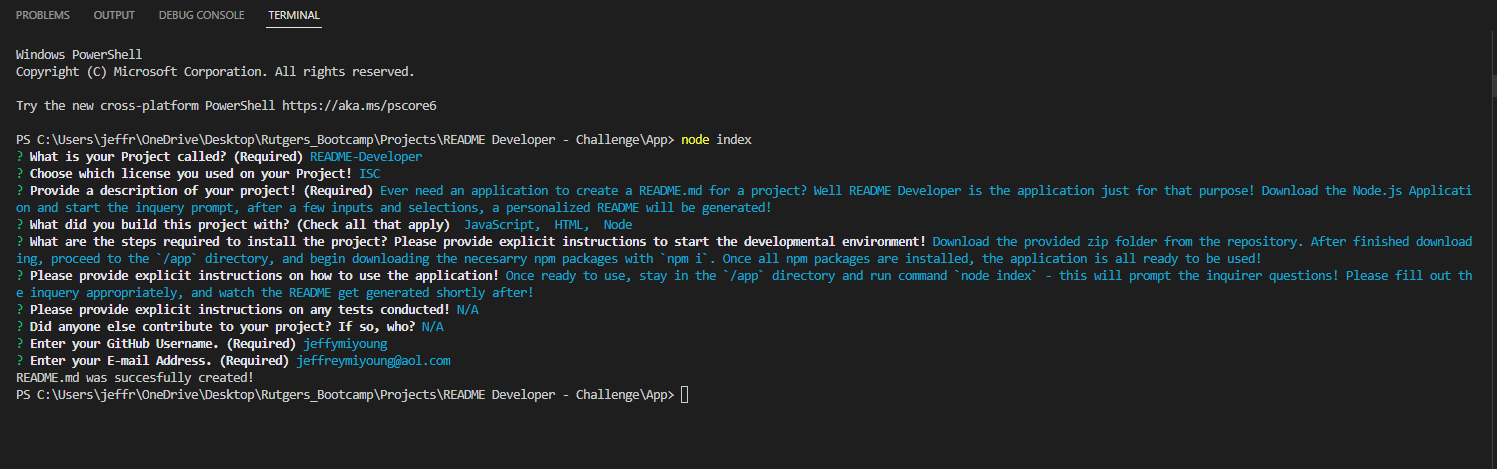 PROBLEMS OUTPUT DEBUG CONSOLE TERMINAL
Windows PowerShell
Copyright (C) Microsoft Corporation. All rights reserved.
Try the new cross-platform PowerShell https://aka.ms/pscore6
PS C:\Users\jeffr\OneDrive\Desktop\Rutgers_Bootcamp\Projects\README Developer - Challenge\App> node index
? What is your Project called? (Required) README-Developer
? Choose which license you used on your Project! ISC
? Provide a description of your project! (Required) Ever need an application to create a README.md for a project? Well README Developer is the application just for that purpose! Download the Node.js Applicati
on and start the inquery prompt, after a few inputs and selections, a personalized README will be generated!
? What did you build this project with? (Check all that apply)  JavaScript,  HTML,  Node
? What are the steps required to install the project? Please provide explicit instructions to start the developmental environment! Download the provided zip folder from the repository. After finished download
ing, proceed to the `/app` directory, and begin downloading the necesarry npm packages with `npm i`. Once all npm packages are installed, the application is all ready to be used!
? Please provide explicit instructions on how to use the application! Once ready to use, stay in the `/app` directory and run command `node index` - this will prompt the inquirer questions! Please fill out th
e inquery appropriately, and watch the README get generated shortly after!
? Please provide explicit instructions on any tests conducted! N/A
? Did anyone else contribute to your project? If so, who? N/A
? Enter your GitHub Username. (Required) jeffymiyoung
? Enter your E-mail Address. (Required) jeffreymiyoung@aol.com
README.md was succesfully created!
PS C:\Users\jeffr\OneDrive\Desktop\Rutgers_Bootcamp\Projects\README Developer - Challenge\App>